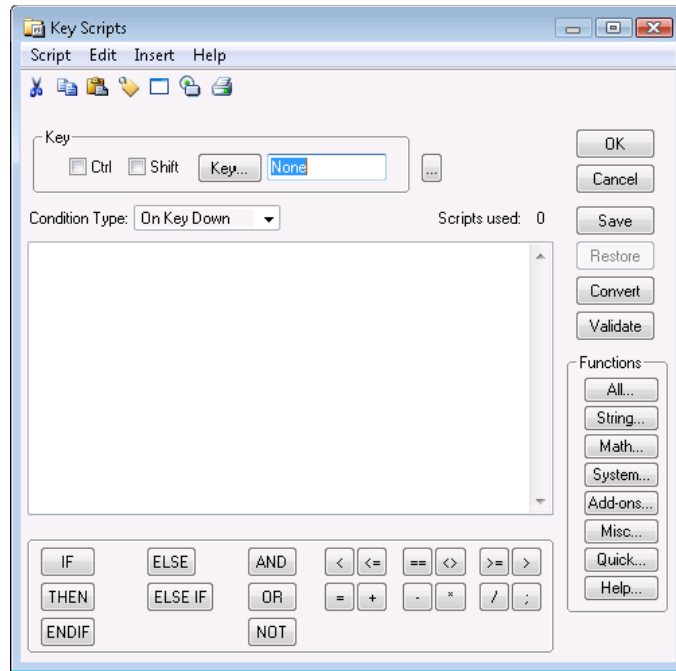 Key Scripts
Script Edit Insert Help
Key
Ctrl Shift Key... None ...
OK
Cancel
Condition Type: On Key Down Scripts used: 0
Save
Restore
Convert
Validate
Functions
All...
String...
Math...
System...
Add-ons...
Misc...
Quick...
Help...
IF ELSE AND < <= == <> >= >
THEN ELSE IF OR = + - * / ;
ENDIF NOT